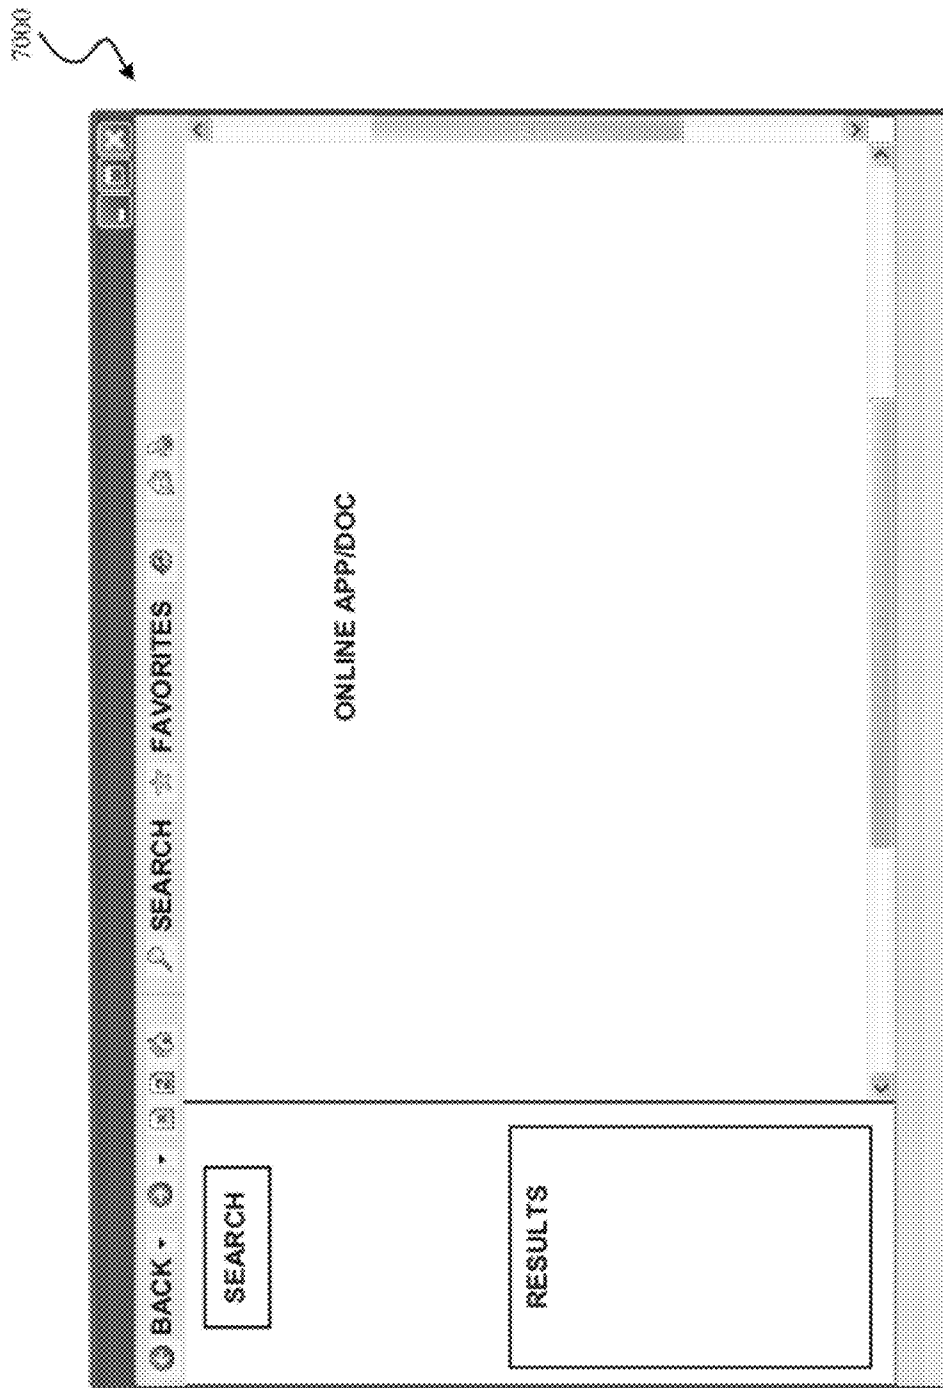 7000
BACK
SEARCH
FAVORITES
SEARCH
ONLINE APP/DOC
RESULTS